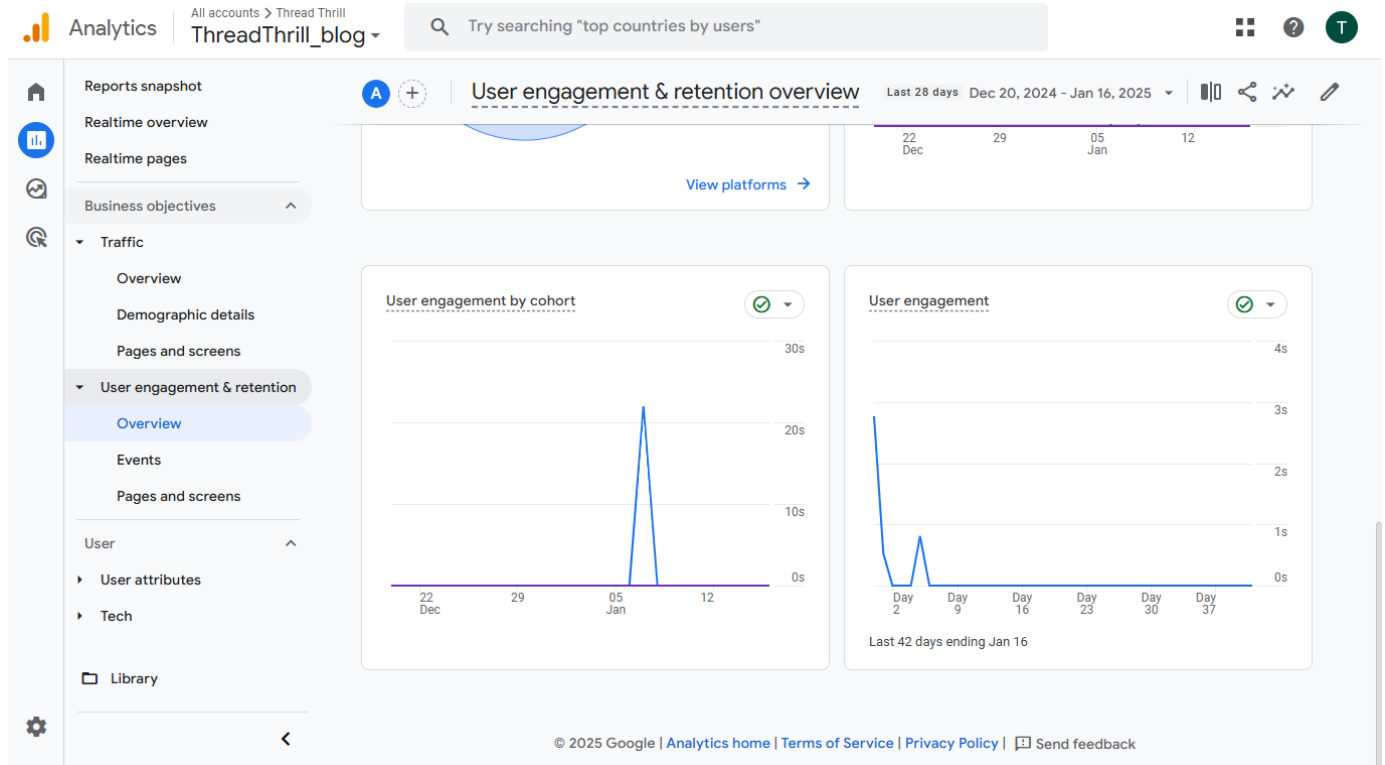 Analytics
All accounts > Thread Thrill
ThreadThrill_blog
Try searching "top countries by users"
T
Reports snapshot
Realtime overview
Realtime pages
Business objectives
Traffic
Overview
Demographic details
Pages and screens
User engagement & retention
Overview
Events
Pages and screens
User
User attributes
Tech
Library
A
User engagement & retention overview
Last 28 days Dec 20, 2024 - Jan 16, 2025
View platforms
22 29 05 12
Dec Jan
User engagement by cohort
30s
20s
10s
0s
22 29 05 12
Dec Jan
User engagement
4s
3s
2s
1s
0s
Day Day Day Day Day Day
2 9 16 23 30 37
Last 42 days ending Jan 16
© 2025 Google | Analytics home | Terms of Service | Privacy Policy | Send feedback